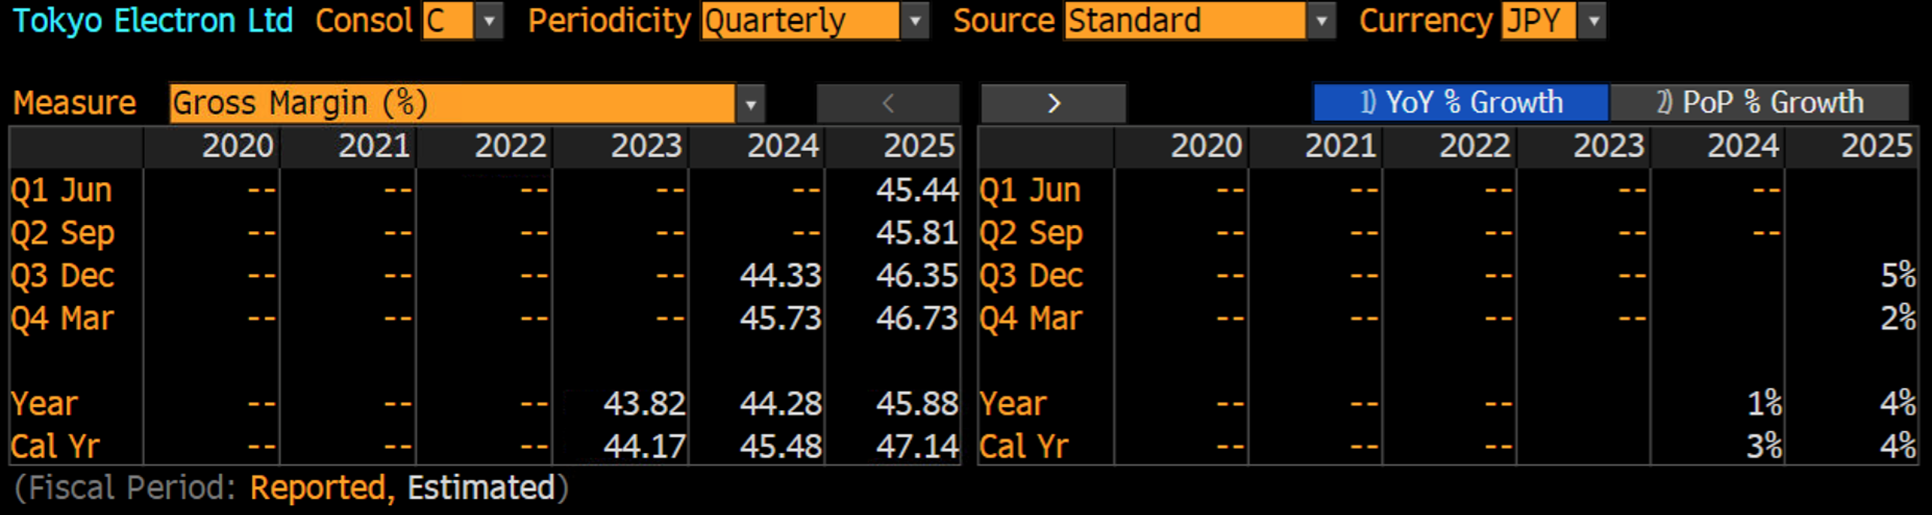 Tokyo Electron Ltd Consol C Periodicity Quarterly Source Standard Currency JPY
Measure Gross Margin (%) < > 1) YoY % Growth 2) PoP % Growth
2020 2021 2022 2023 2024 2025 2020 2021 2022 2023 2024 2025
Q1 Jun -- -- -- -- -- 45.44 Q1 Jun -- -- -- -- --
Q2 Sep -- -- -- -- -- 45.81 Q2 Sep -- -- -- -- --
Q3 Dec -- -- -- -- 44.33 46.35 Q3 Dec -- -- -- -- 5%
Q4 Mar -- -- -- -- 45.73 46.73 Q4 Mar -- -- -- -- 2%
Year -- -- -- 43.82 44.28 45.88 Year -- -- -- 1% 4%
Cal Yr -- -- -- 44.17 45.48 47.14 Cal Yr -- -- -- 3% 4%
(Fiscal Period: Reported, Estimated)